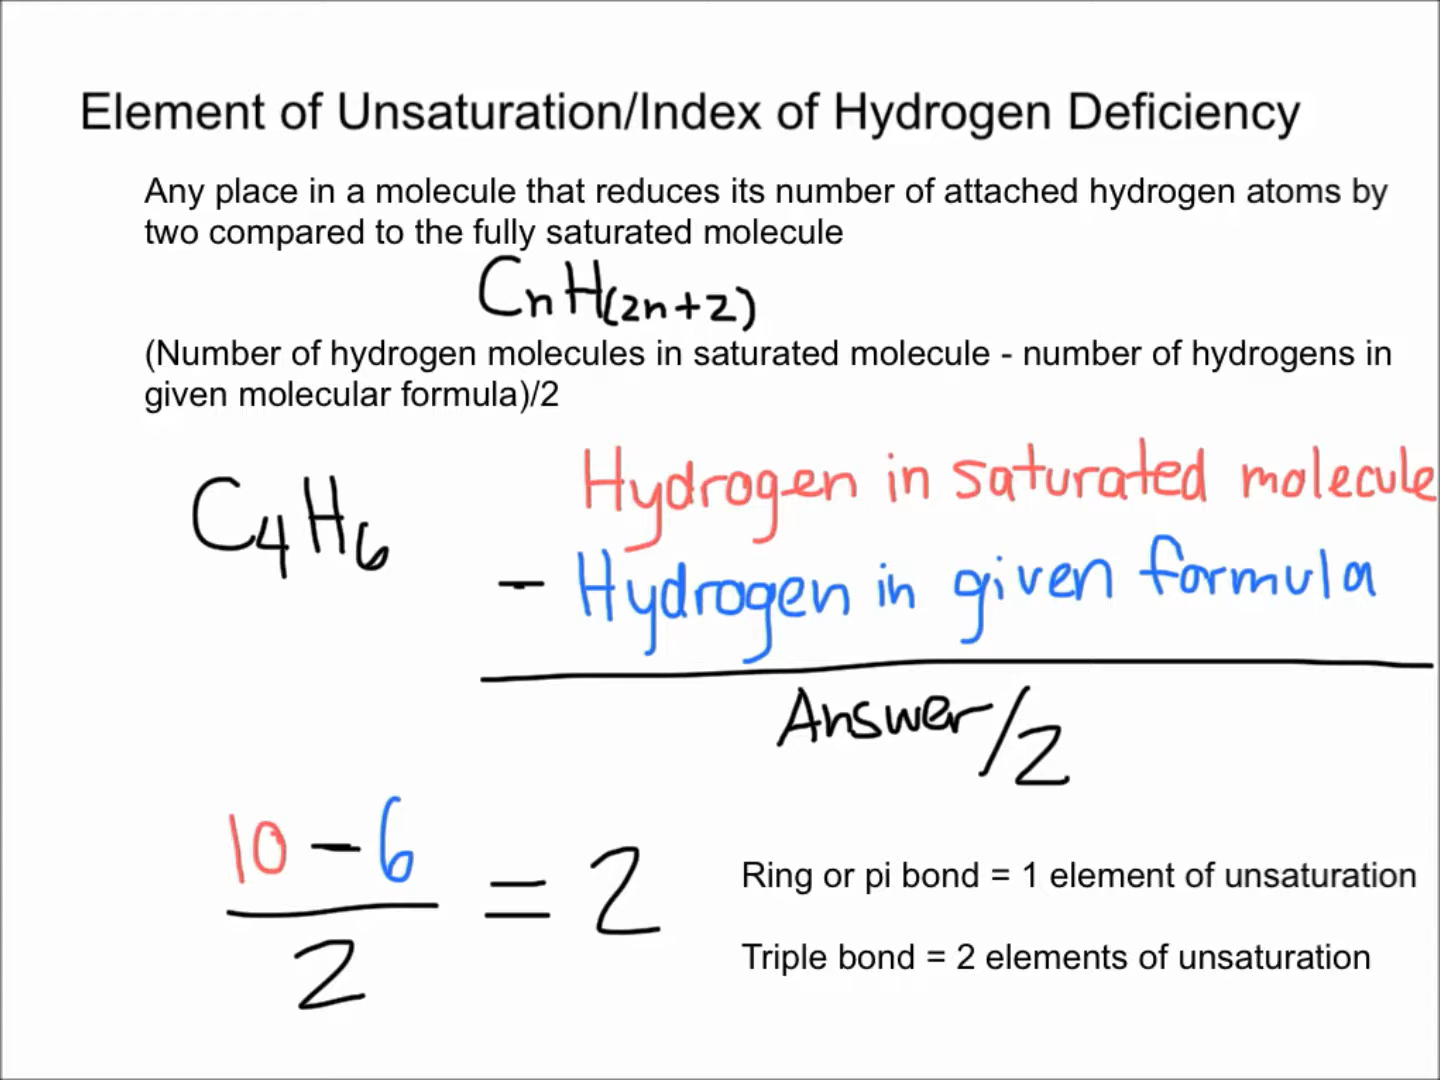 Element of Unsaturation/Index of Hydrogen Deficiency
Any place in a molecule that reduces its number of attached hydrogen atoms by
two compared to the fully saturated molecule
CnH(2n+2)
(Number of hydrogen molecules in saturated molecule - number of hydrogens in
given molecular formula)/2
C4H6
Hydrogen in saturated molecule
- Hydrogen in given formula
Answer/2
10 - 6
2
= 2
Ring or pi bond = 1 element of unsaturation
Triple bond = 2 elements of unsaturation